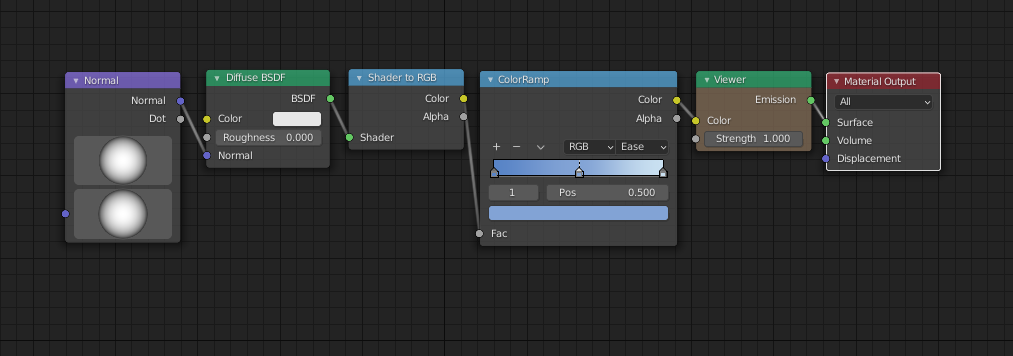 Normal
Normal
Dot
Diffuse BSDF
BSDF
Color
Roughness 0.000
Normal
Shader to RGB
Color
Alpha
Shader
ColorRamp
Color
Alpha
RGB Ease
1 Pos 0.500
Fac
Viewer
Emission
Color
Strength 1.000
Material Output
All
Surface
Volume
Displacement